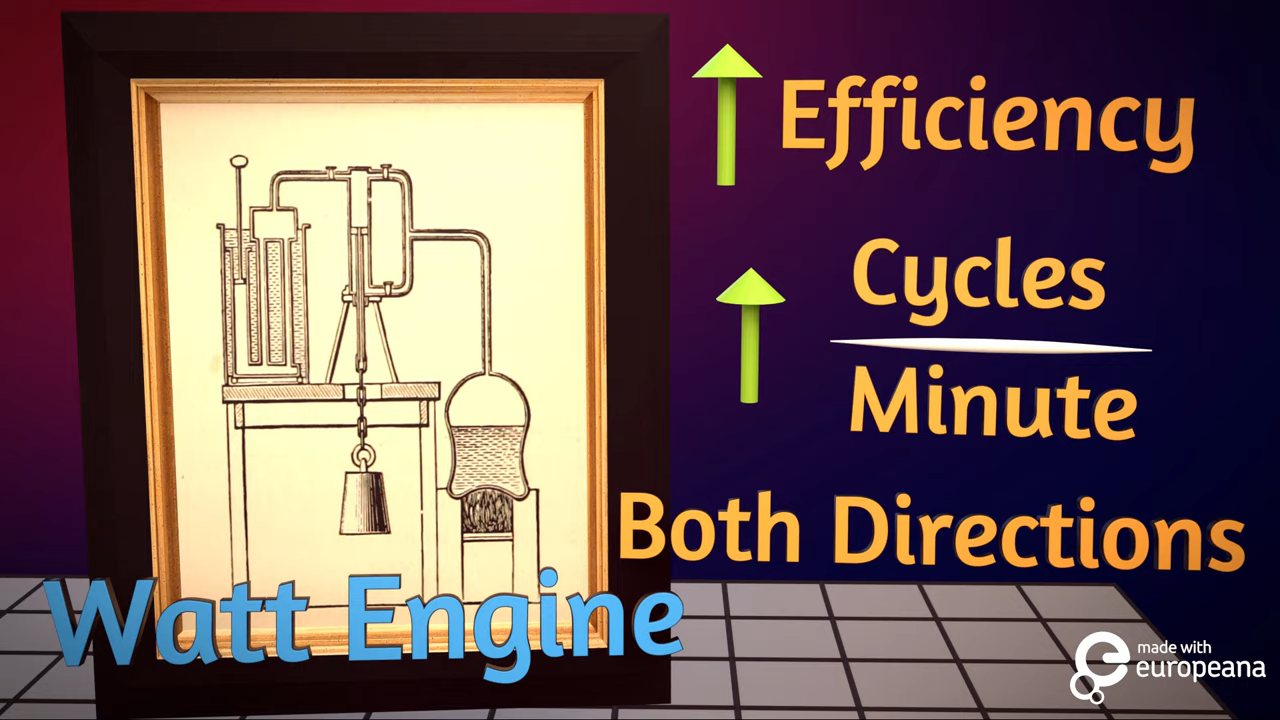 Efficiency
Cycles
Minute
Both Directions
Watt Engine
made with
europeana